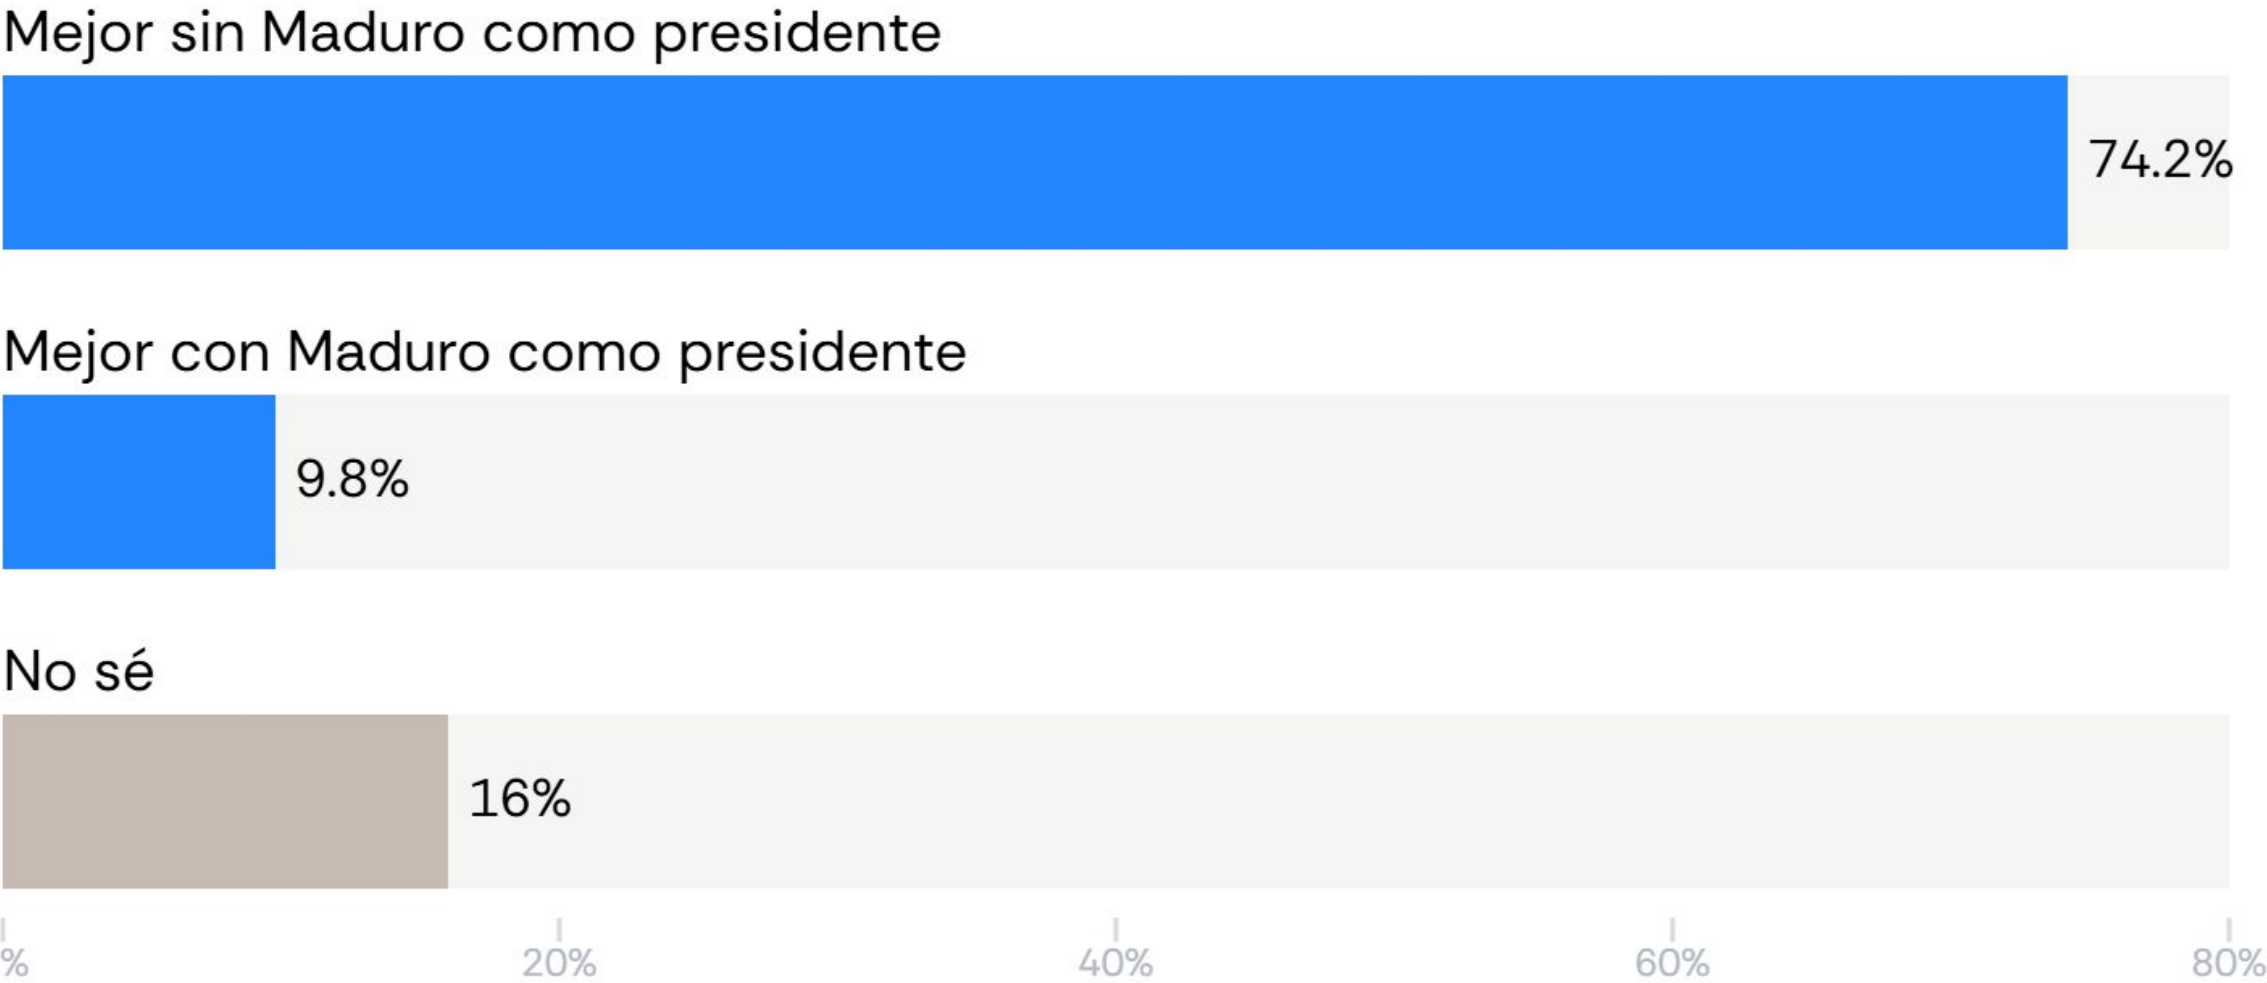 Mejor sin Maduro como presidente
74.2%
Mejor con Maduro como presidente
9.8%
No sé
16%
% 20% 40% 60% 80%